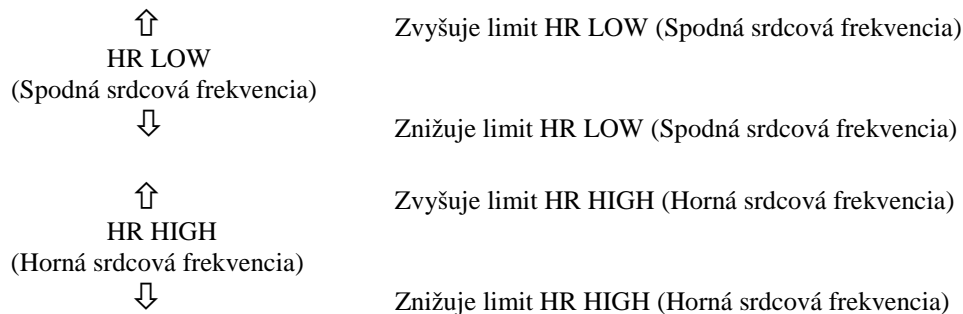 ⇧ Zvyšuje limit HR LOW (Spodná srdcová frekvencia)
HR LOW
(Spodná srdcová frekvencia)
⇩ Znižuje limit HR LOW (Spodná srdcová frekvencia)
⇧ Zvyšuje limit HR HIGH (Horná srdcová frekvencia)
HR HIGH
(Horná srdcová frekvencia)
⇩ Znižuje limit HR HIGH (Horná srdcová frekvencia)